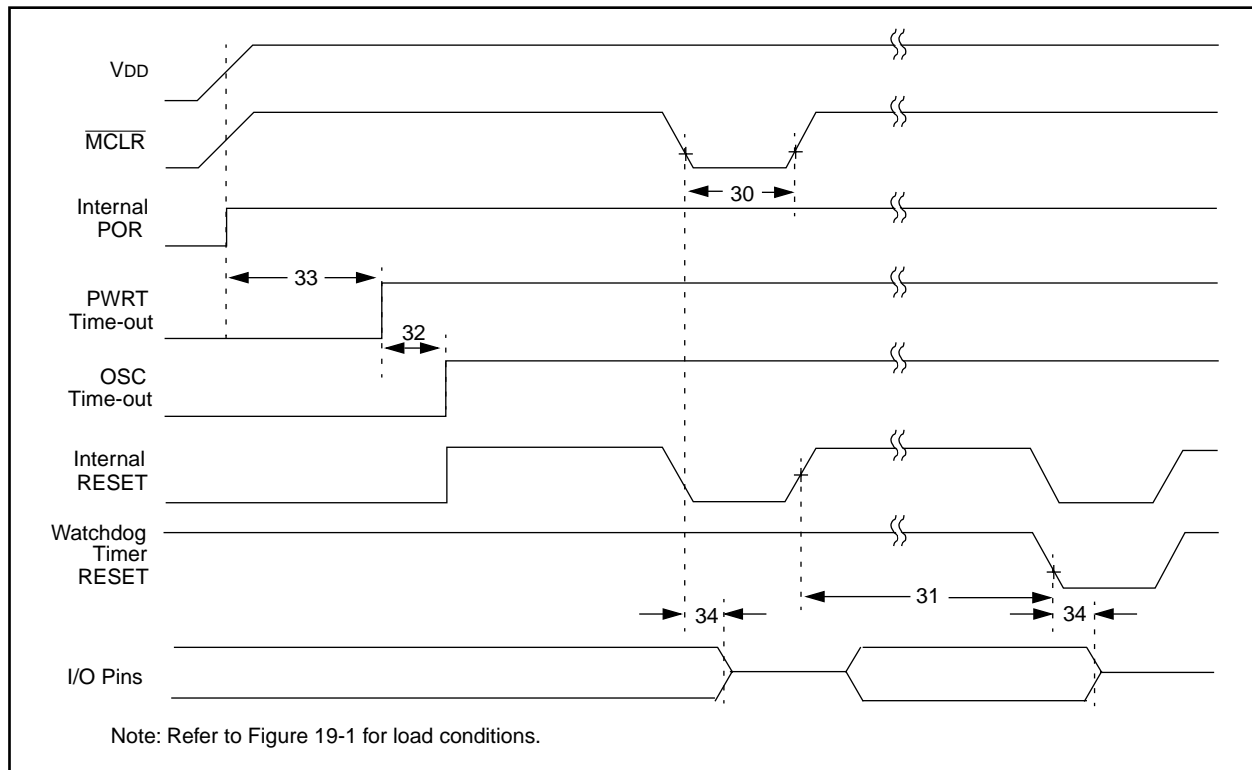 VDD
MCLR
30
Internal
POR
33
PWRT
Time-out
32
OSC
Time-out
Internal
RESET
Watchdog
Timer
RESET
31
34
34
I/O Pins
Note: Refer to Figure 19-1 for load conditions.